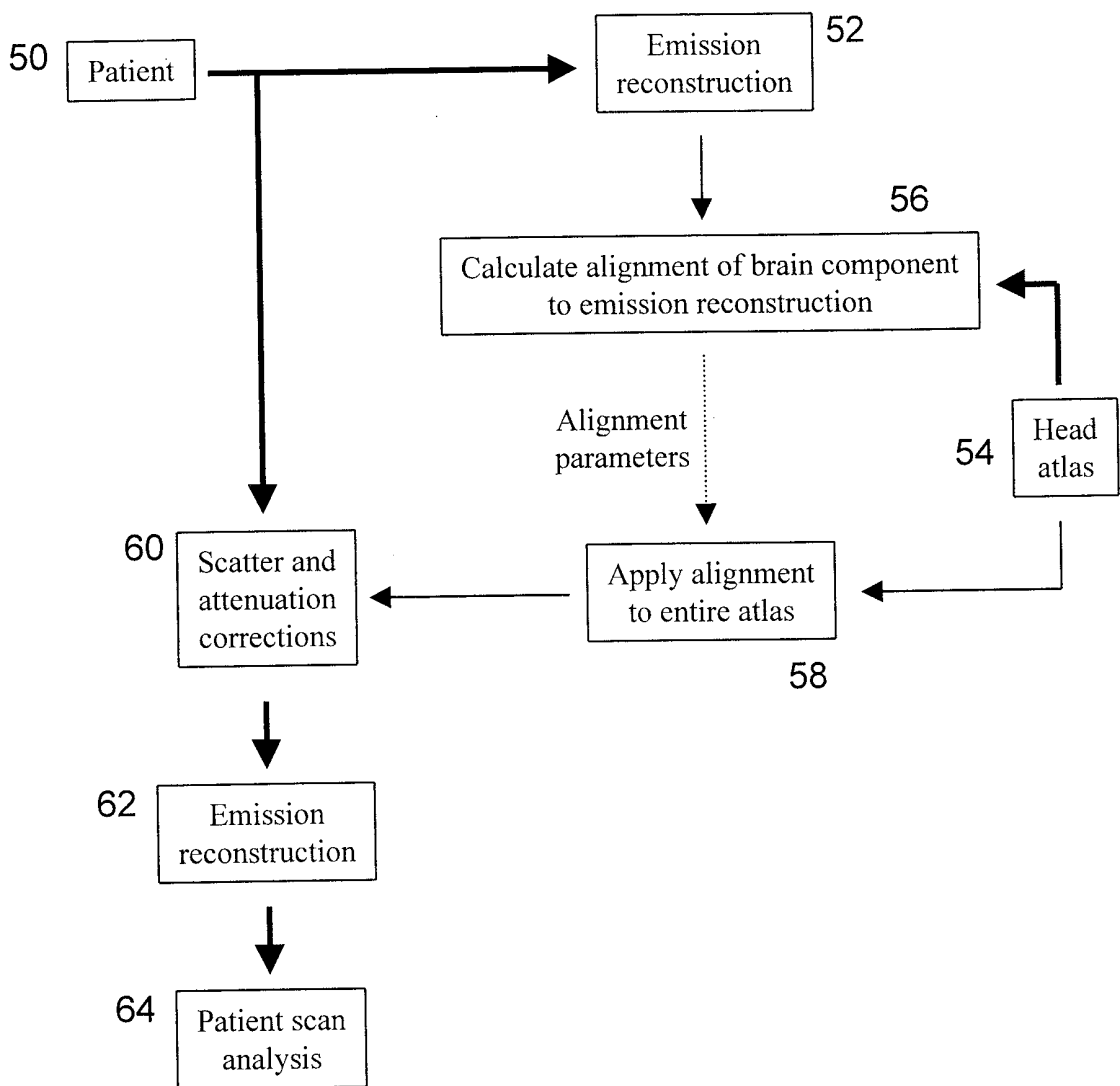 50
Patient
Emission
reconstruction
52
56
Calculate alignment of brain component
to emission reconstruction
Alignment
parameters
54
Head
atlas
60
Scatter and
attenuation
corrections
Apply alignment
to entire atlas
58
62
Emission
reconstruction
64
Patient scan
analysis